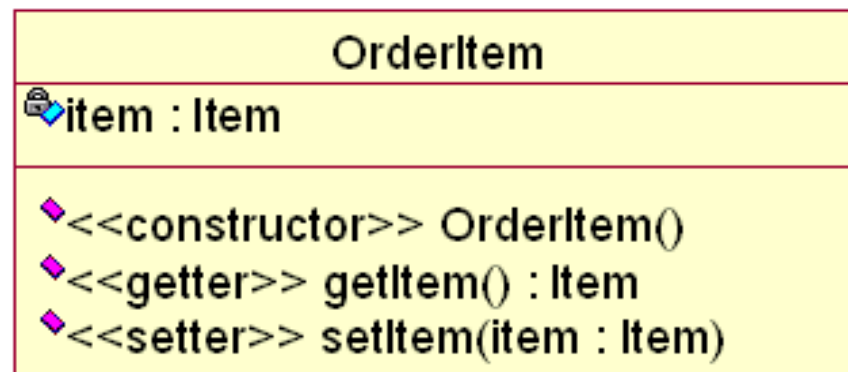 OrderItem
item : Item
<<constructor>> OrderItem()
<<getter>> getItem() : Item
<<setter>> setItem(item : Item)